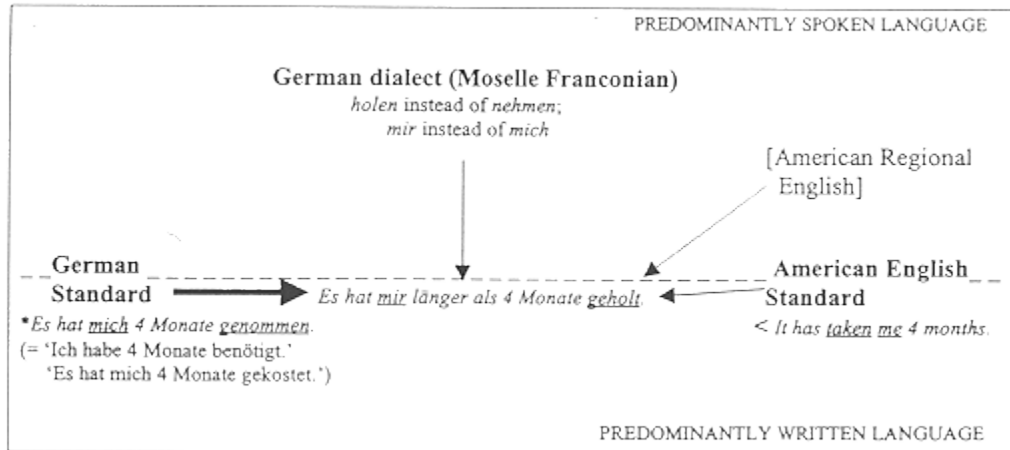 PREDOMINANTLY SPOKEN LANGUAGE
German dialect (Moselle Franconian)
holen instead of nehmen;
mir instead of mich
[American Regional
English]
German
Standard
Es hat mir länger als 4 Monate geholt.
American English
Standard
*Es hat mich 4 Monate genommen.
(= ‘Ich habe 4 Monate benötigt.’
‘Es hat mich 4 Monate gekostet.’)
< It has taken me 4 months.
PREDOMINANTLY WRITTEN LANGUAGE